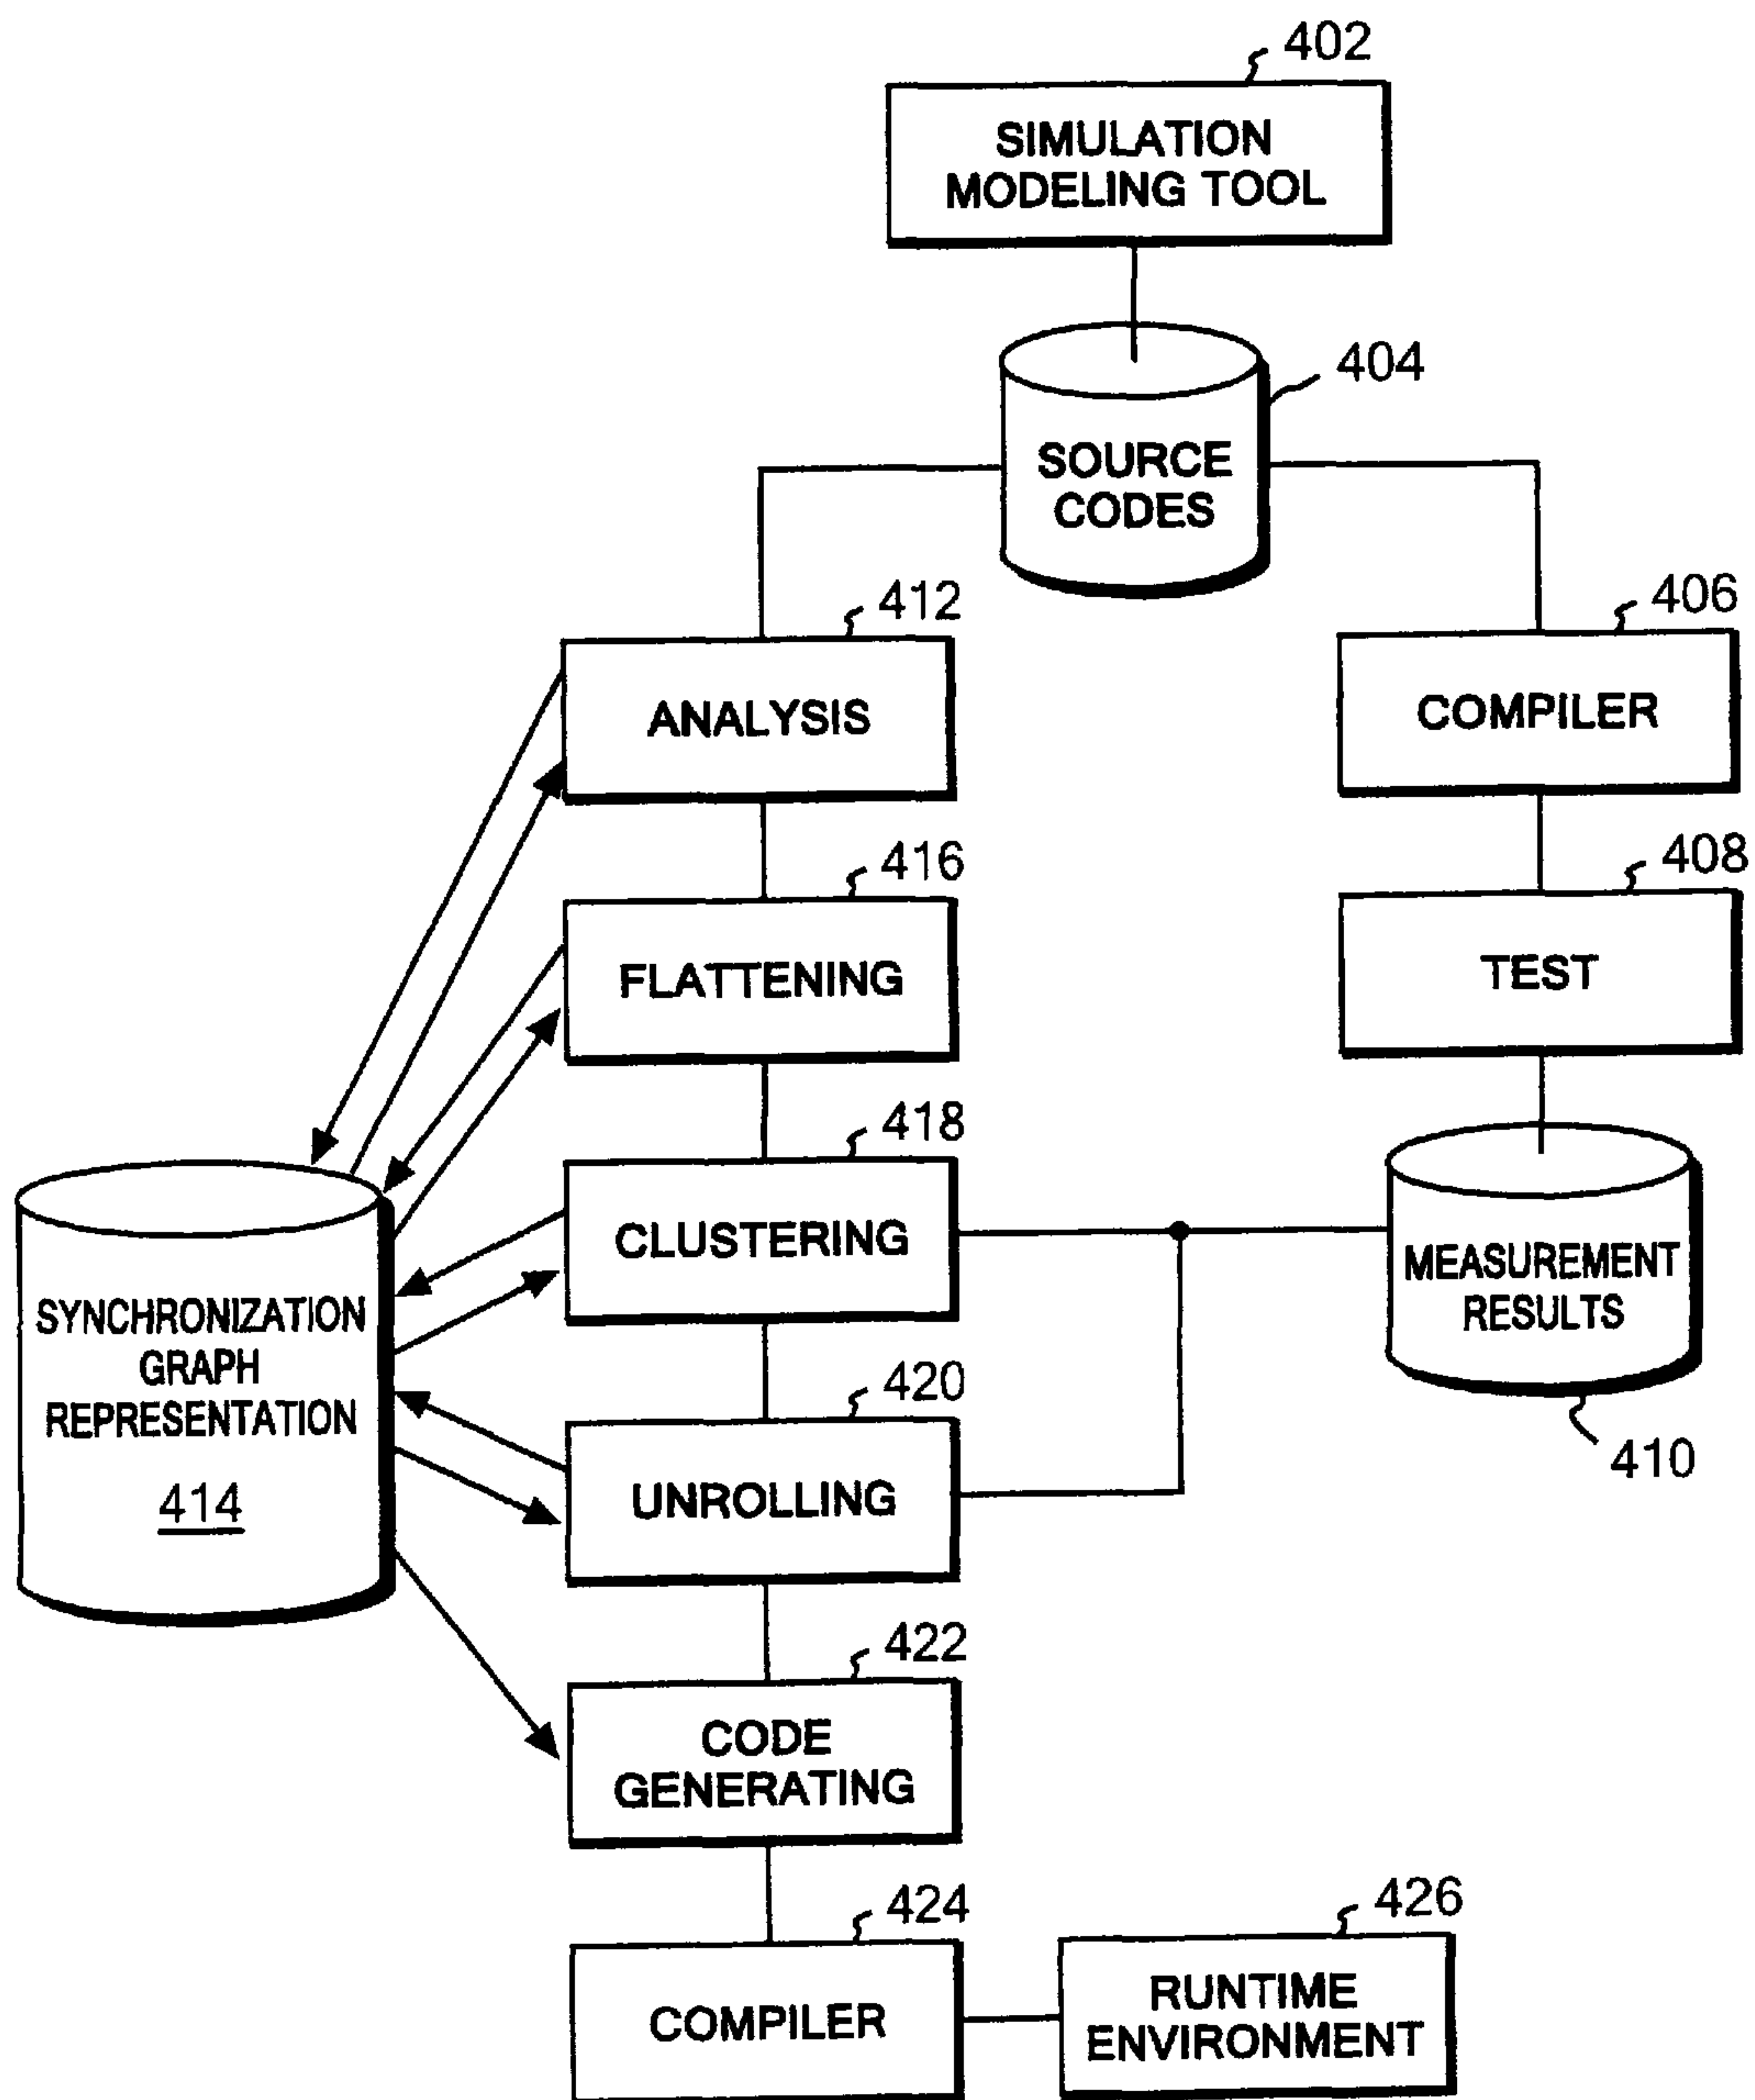 402
SIMULATION
MODELING TOOL
404
SOURCE
CODES
412
ANALYSIS
406
COMPILER
416
FLATTENING
408
TEST
418
CLUSTERING
MEASUREMENT
RESULTS
410
SYNCHRONIZATION
GRAPH
REPRESENTATION
414
420
UNROLLING
422
CODE
GENERATING
424
COMPILER
426
RUNTIME
ENVIRONMENT